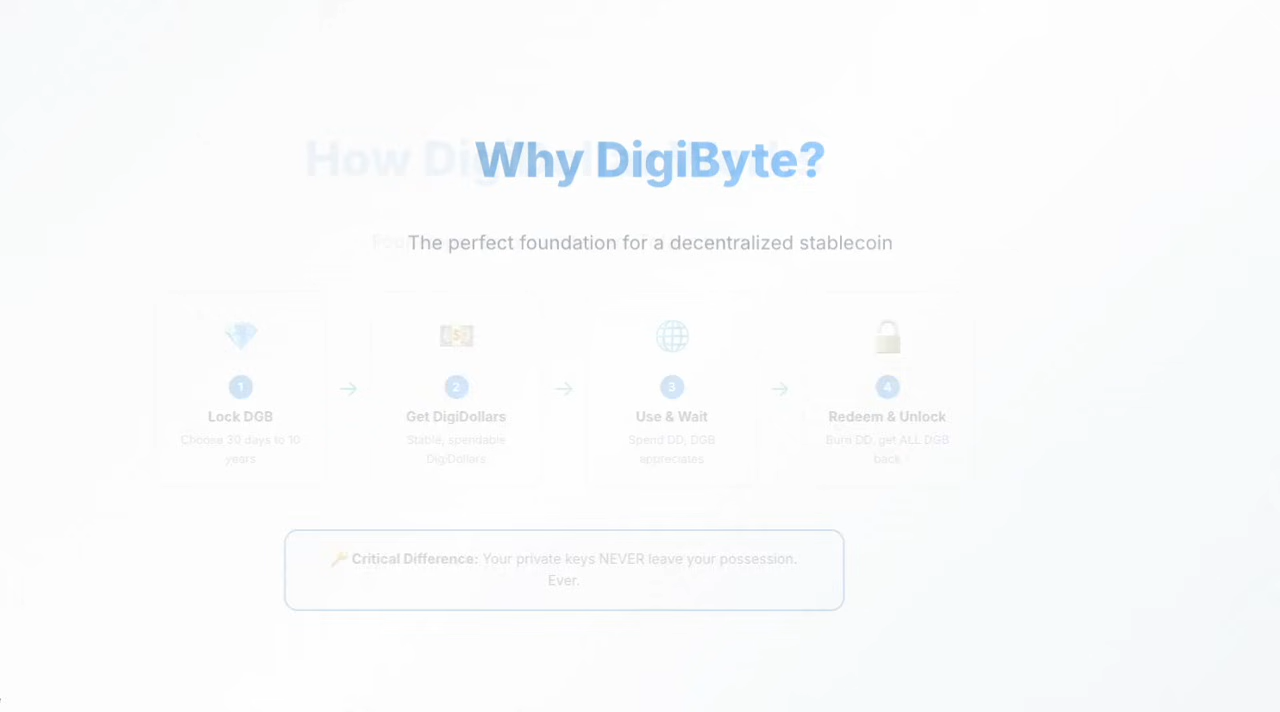 How Dig
Why DigiByte?
The perfect foundation for a decentralized stablecoin
1
2
3
4
Lock DGB
Get DigiDollars
Use & Wait
Redeem & Unlock
Choose 30 days to 10
years
Stable, spendable
DigiDollars
Spend DD, DGB
appreciates
Burn DD, get ALL DGB
back
🔑 Critical Difference: Your private keys NEVER leave your possession.
Ever.